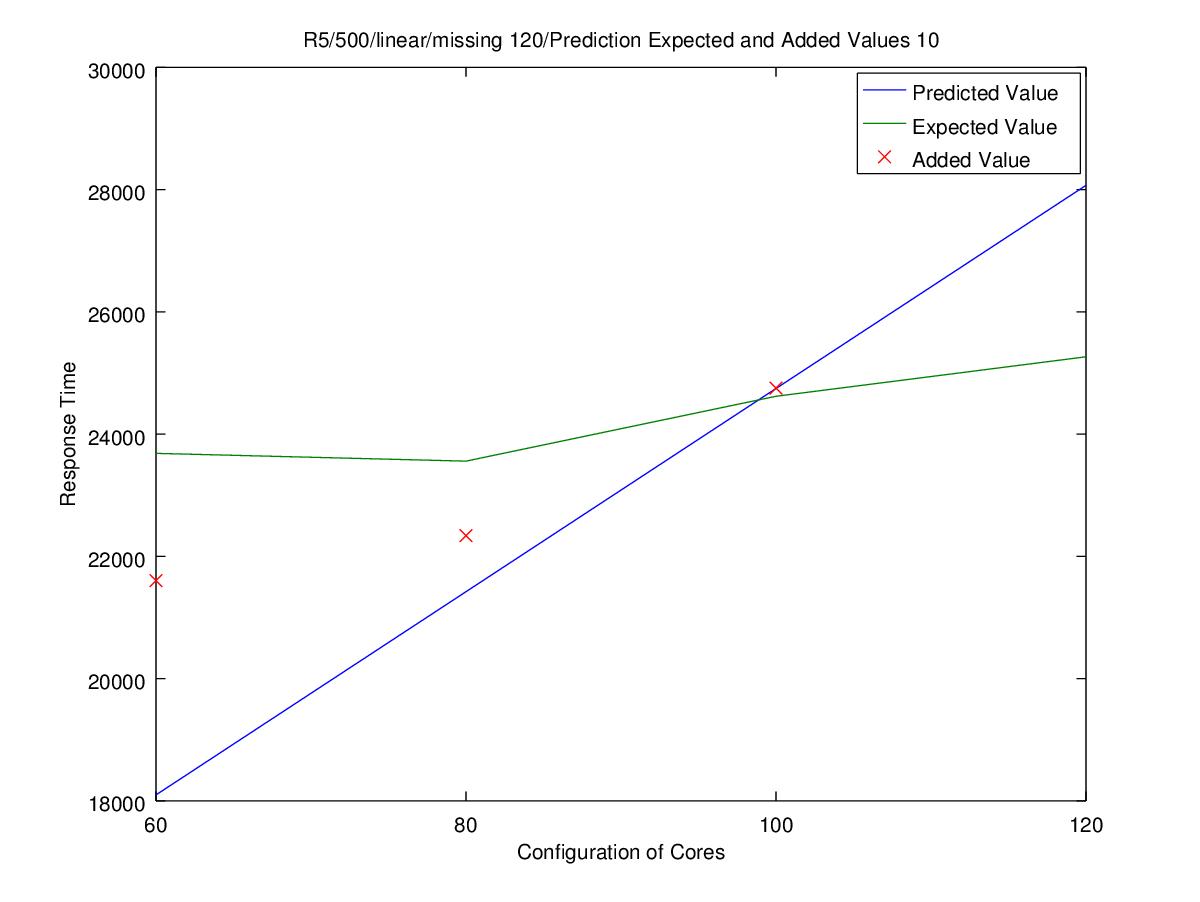 R5/500/linear/missing 120/Prediction Expected and Added Values 10
30000
28000
26000
24000
22000
20000
18000
60
80
100
120
Response Time
Configuration of Cores
Predicted Value
Expected Value
Added Value